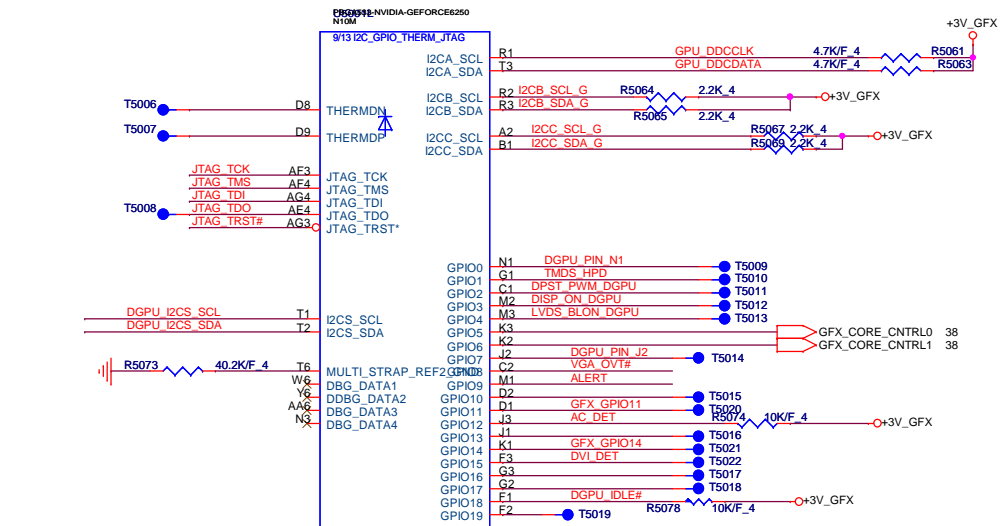 PBGA533-NVIDIA-GEFORCE6250
N10M
9/13 I2C_GPIO_THERM_JTAG
+3V_GFX
I2CA_SCL R1 GPU_DDCCLK 4.7K/F_4 R5061
I2CA_SDA T3 GPU_DDCDATA 4.7K/F_4 R5063
I2CB_SCL R2 I2CB_SCL_G R5064 2.2K_4 +3V_GFX
I2CB_SDA R3 I2CB_SDA_G R5065 2.2K_4
T5006 D8 THERMDN
T5007 D9 THERMDP
I2CC_SCL A2 I2CC_SCL_G R5067 2.2K_4 +3V_GFX
I2CC_SDA B1 I2CC_SDA_G R5069 2.2K_4
JTAG_TCK AF3 JTAG_TCK
JTAG_TMS AF4 JTAG_TMS
JTAG_TDI AG4 JTAG_TDI
T5008 JTAG_TDO AE4 JTAG_TDO
JTAG_TRST# AG3 JTAG_TRST*
GPIO0 N1 DGPU_PIN_N1 T5009
GPIO1 G1 TMDS_HPD T5010
GPIO2 C1 DPST_PWM_DGPU T5011
GPIO3 M2 DISP_ON_DGPU T5012
GPIO4 M3 LVDS_BLON_DGPU T5013
DGPU_I2CS_SCL T1 I2CS_SCL
DGPU_I2CS_SDA T2 I2CS_SDA
GPIO5 K3 GFX_CORE_CNTRL0 38
GPIO6 K2 GFX_CORE_CNTRL1 38
GPIO7 J2 DGPU_PIN_J2 T5014
R5073 40.2K/F_4 T6 MULTI_STRAP_REF2_GND
GPIO8 C2 VGA_OVT#
W6 DBG_DATA1 GPIO9 M1 ALERT
Y6 DDBG_DATA2 GPIO10 D2 T5015
AA6 DBG_DATA3 GPIO11 D1 GFX_GPIO11 T5020
N3 DBG_DATA4 GPIO12 J3 AC_DET R5074 10K/F_4 +3V_GFX
GPIO13 J1 T5016
GPIO14 K1 GFX_GPIO14 T5021
GPIO15 F3 DVI_DET T5022
GPIO16 G3 T5017
GPIO17 G2 T5018
GPIO18 F1 DGPU_IDLE# R5078 10K/F_4 +3V_GFX
GPIO19 F2 T5019